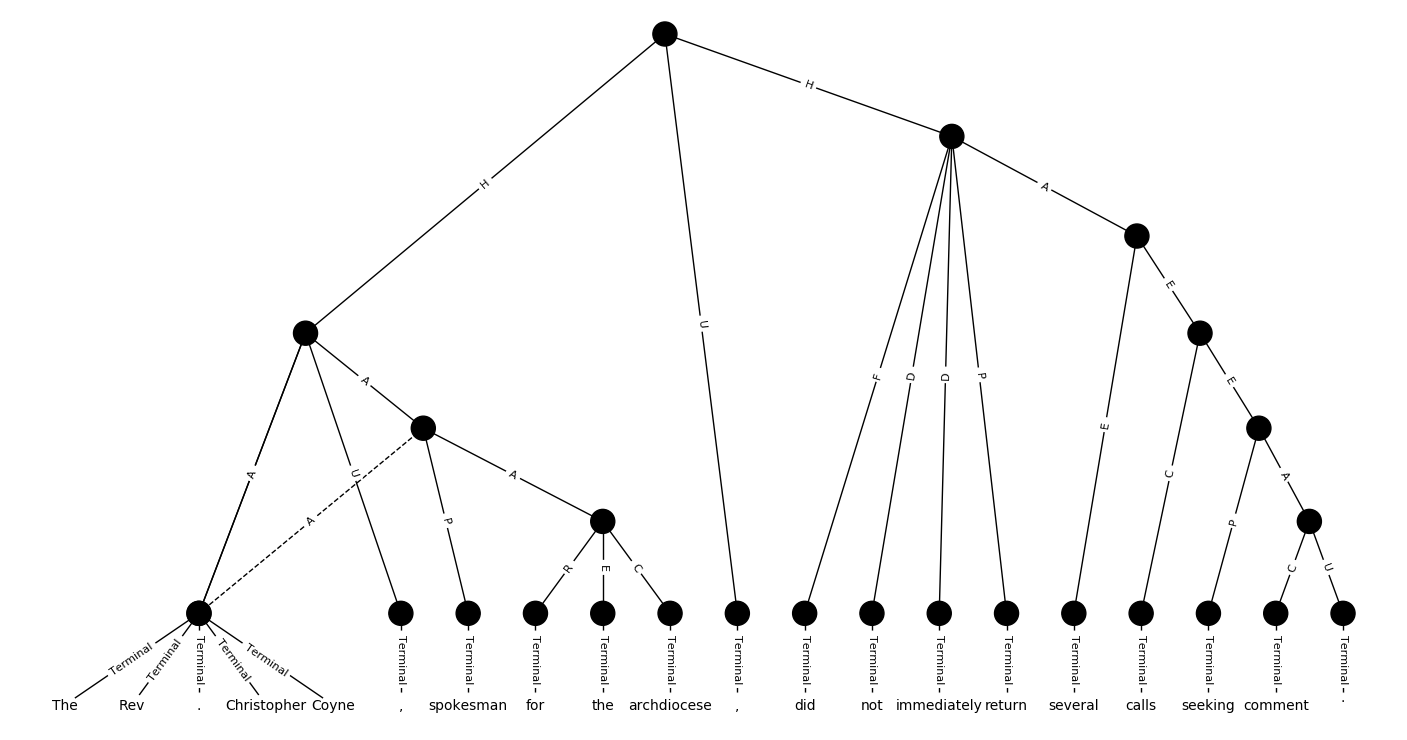 H
H
A
E
H
U
E
A
F
D
D
P
E
A
U
C
A
A
A
P
P
R
E
C
C
U
Terminal Terminal Terminal Terminal Terminal Terminal Terminal Terminal Terminal Terminal Terminal Terminal Terminal Terminal Terminal Terminal Terminal Terminal Terminal Terminal
The Rev . Christopher Coyne , spokesman for the archdiocese , did not immediately return several calls seeking comment .